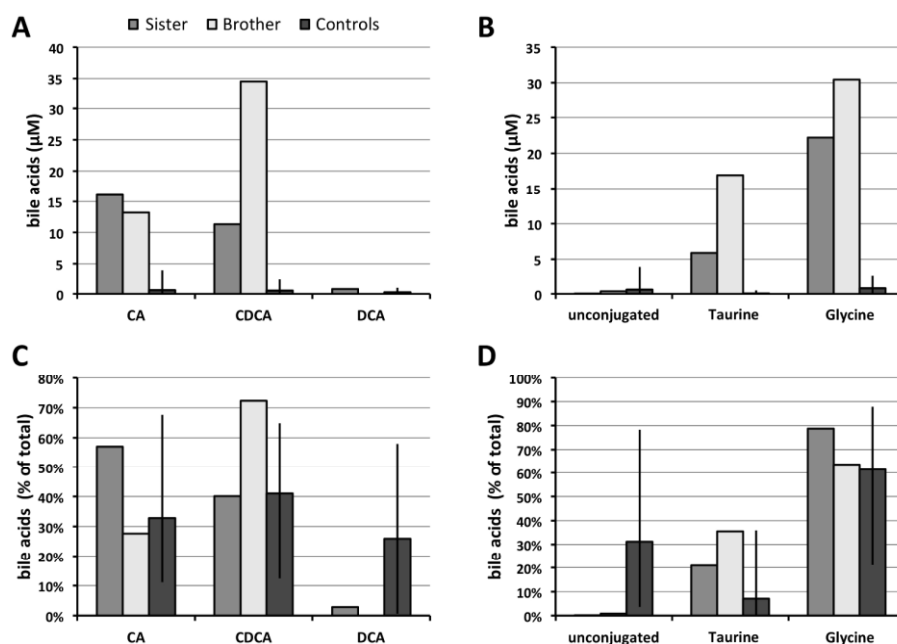 A
Sister Brother Controls
bile acids (µM)
40
35
30
25
20
15
10
5
0
CA CDCA DCA
B
bile acids (µM)
35
30
25
20
15
10
5
0
unconjugated Taurine Glycine
C
bile acids (% of total)
80%
70%
60%
50%
40%
30%
20%
10%
0%
CA CDCA DCA
D
bile acids (% of total)
100%
90%
80%
70%
60%
50%
40%
30%
20%
10%
0%
unconjugated Taurine Glycine